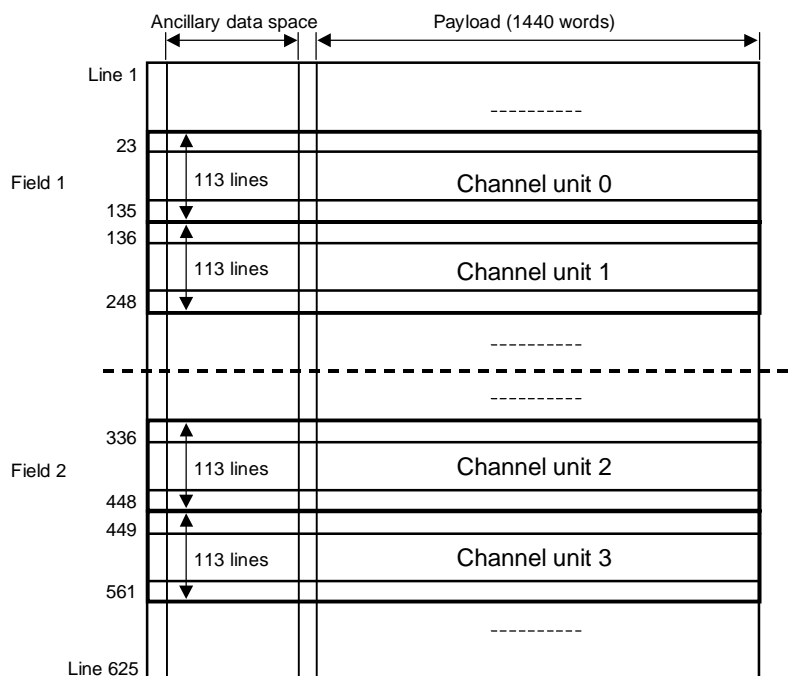 Ancillary data space
Payload (1440 words)
Line 1
----------
23
Field 1
113 lines
Channel unit 0
135
136
113 lines
Channel unit 1
248
----------
----------
336
Field 2
113 lines
Channel unit 2
448
449
113 lines
Channel unit 3
561
----------
Line 625